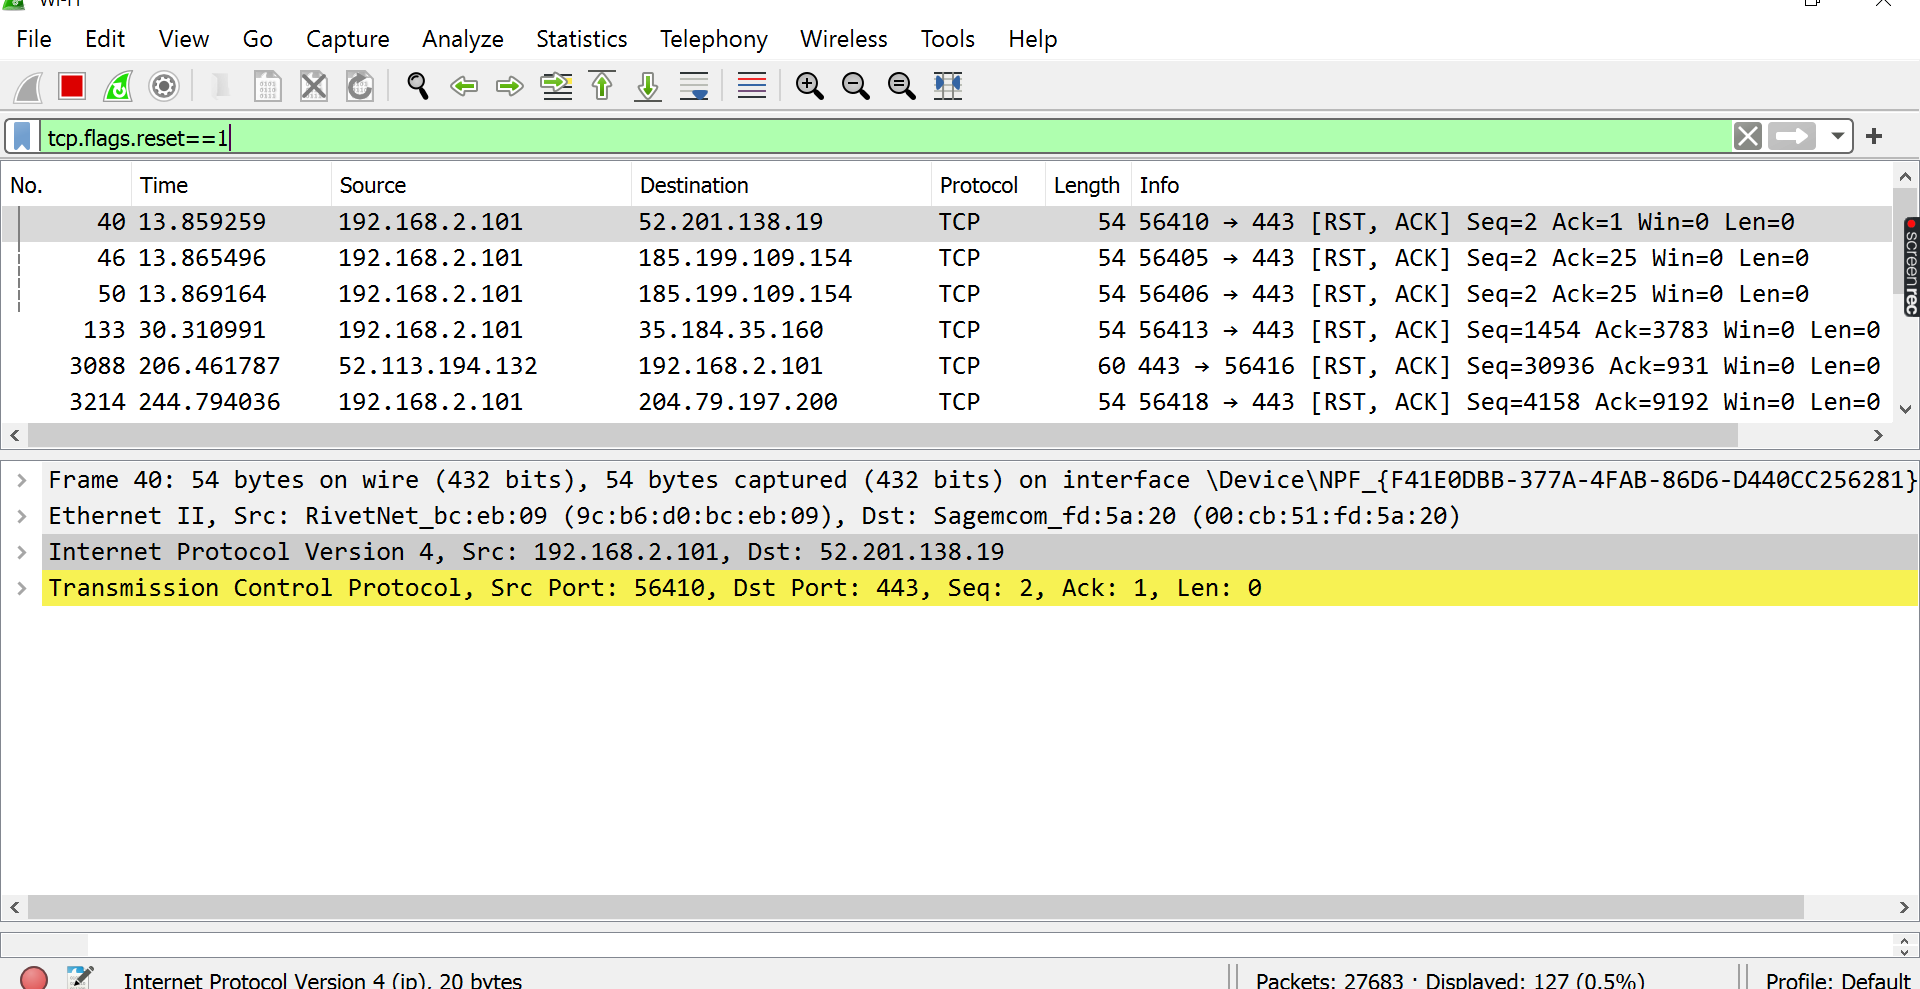 Wi-Fi
File Edit View Go Capture Analyze Statistics Telephony Wireless Tools Help
tcp.flags.reset==1
No. Time Source Destination Protocol Length Info
40 13.859259 192.168.2.101 52.201.138.19 TCP 54 56410 → 443 [RST, ACK] Seq=2 Ack=1 Win=0 Len=0
46 13.865496 192.168.2.101 185.199.109.154 TCP 54 56405 → 443 [RST, ACK] Seq=2 Ack=25 Win=0 Len=0
50 13.869164 192.168.2.101 185.199.109.154 TCP 54 56406 → 443 [RST, ACK] Seq=2 Ack=25 Win=0 Len=0
133 30.310991 192.168.2.101 35.184.35.160 TCP 54 56413 → 443 [RST, ACK] Seq=1454 Ack=3783 Win=0 Len=0
3088 206.461787 52.113.194.132 192.168.2.101 TCP 60 443 → 56416 [RST, ACK] Seq=30936 Ack=931 Win=0 Len=0
3214 244.794036 192.168.2.101 204.79.197.200 TCP 54 56418 → 443 [RST, ACK] Seq=4158 Ack=9192 Win=0 Len=0
screenrec
Frame 40: 54 bytes on wire (432 bits), 54 bytes captured (432 bits) on interface \Device\NPF_{F41E0DBB-377A-4FAB-86D6-D440CC256281}
Ethernet II, Src: RivetNet_bc:eb:09 (9c:b6:d0:bc:eb:09), Dst: Sagemcom_fd:5a:20 (00:cb:51:fd:5a:20)
Internet Protocol Version 4, Src: 192.168.2.101, Dst: 52.201.138.19
Transmission Control Protocol, Src Port: 56410, Dst Port: 443, Seq: 2, Ack: 1, Len: 0
Internet Protocol Version 4 (ip), 20 bytes Packets: 27683 · Displayed: 127 (0.5%) Profile: Default